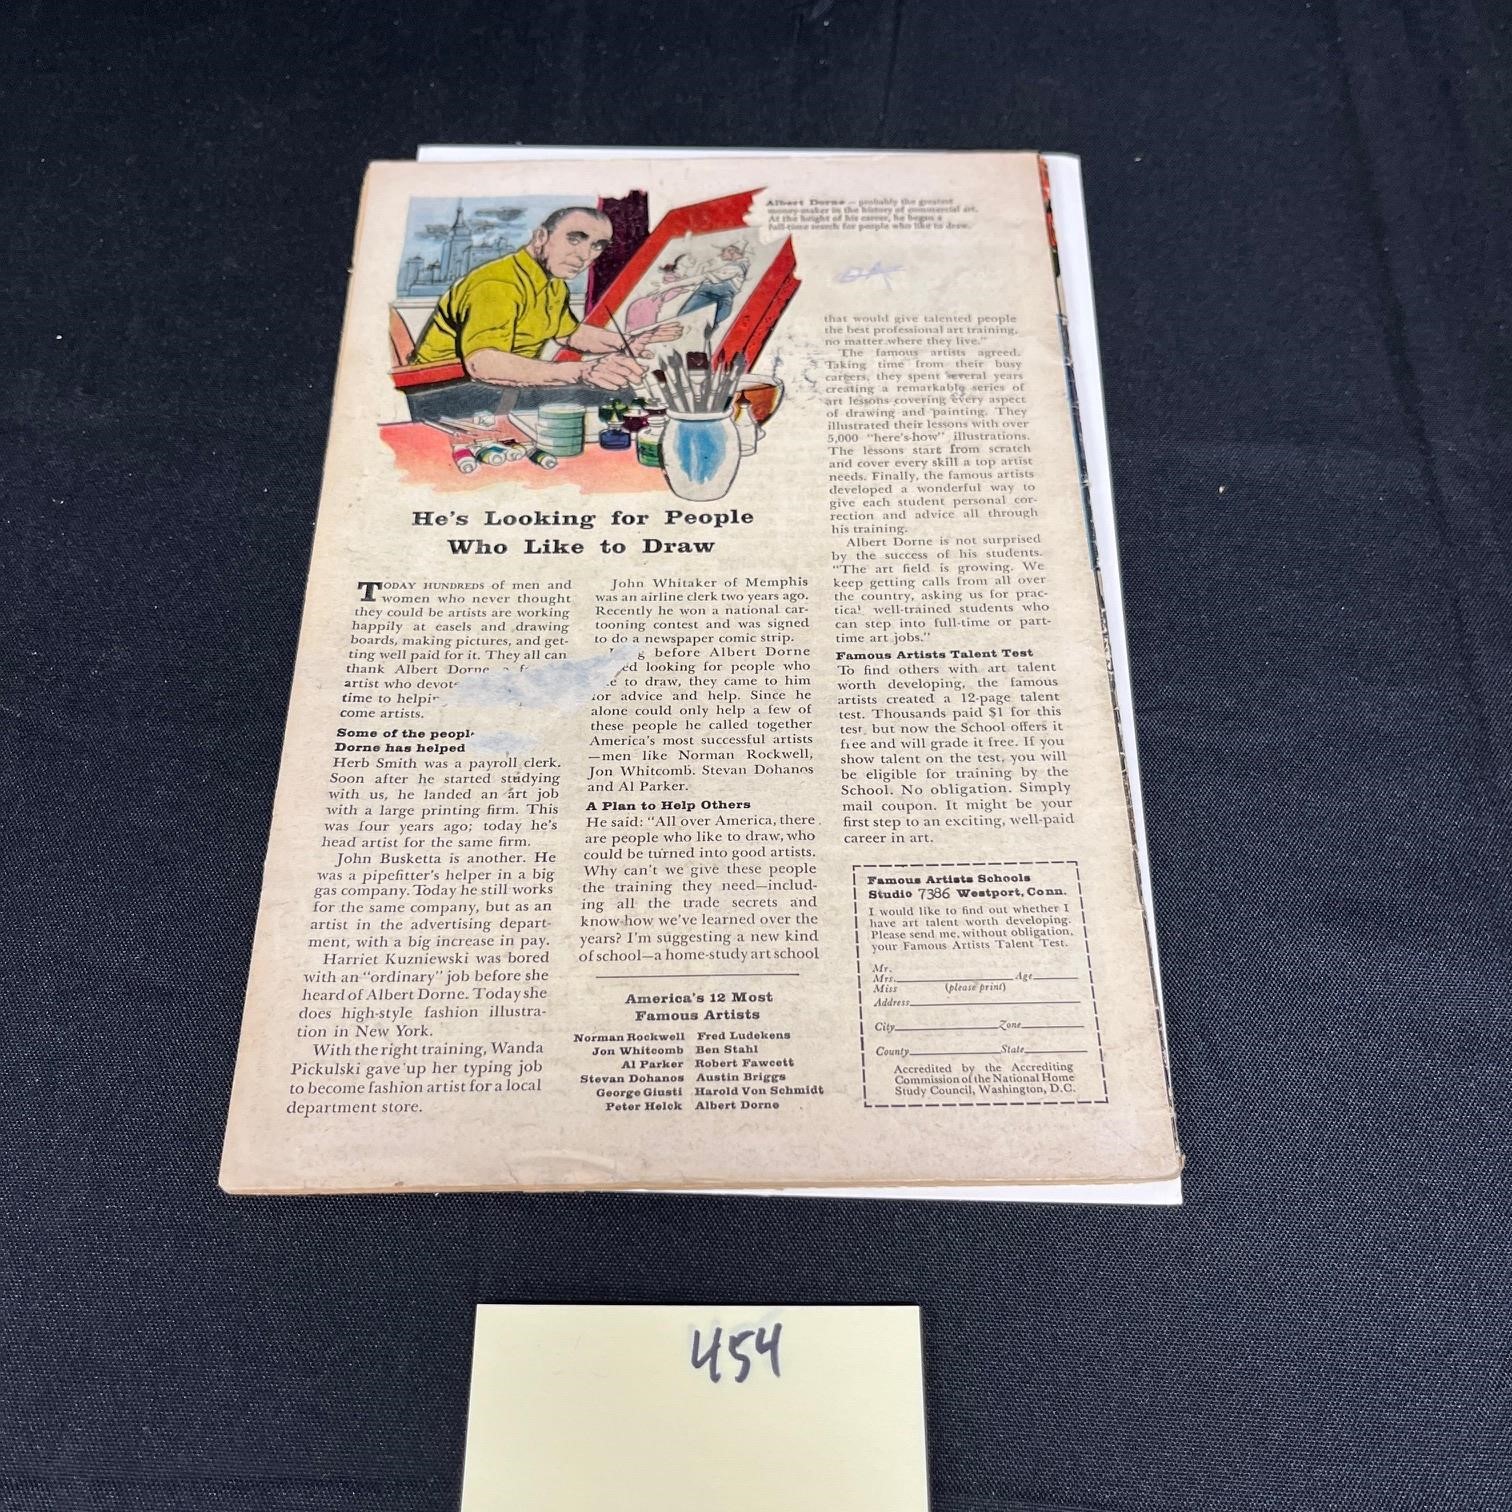 Albert Dorne — probably the greatest
money-maker in the history of commercial art.
At the height of his career, he began a
full-time search for people who like to draw.
He's Looking for People
Who Like to Draw
TODAY HUNDREDS of men and
women who never thought
they could be artists are working
happily at easels and drawing
boards, making pictures, and get-
ting well paid for it. They all can
thank Albert Dorne
artist who
time to
come artists.
Some of the
Dorne has helped
Herb Smith was a payroll clerk.
Soon after he started studying
with us, he landed an art job
with a large printing firm. This
was four years ago; today he's
head artist for the same firm.
John Busketta is another. He
was a pipefitter's helper in a big
gas company. Today he still works
for the same company, but as an
artist in the advertising depart-
ment, with a big increase in pay.
Harriet Kuzniewski was bored
with an "ordinary" job before she
heard of Albert Dorne. Today she
does high-style fashion illustra-
tion in New York.
With the right training, Wanda
Pickulski gave up her typing job
to become fashion artist for a local
department store.
John Whitaker of Memphis
was an airline clerk two years ago.
Recently he won a national car-
tooning contest and was signed
to do a newspaper comic strip.
before Albert Dorne
looking for people who
to draw, they came to him
for advice and help. Since he
alone could only help a few of
these people he called together
America's most successful artists
—men like Norman Rockwell,
Jon Whitcomb. Stevan Dohanos
and Al Parker.
A Plan to Help Others
He said: "All over America, there
are people who like to draw, who
could be turned into good artists.
Why can't we give these people
the training they need—includ-
ing all the trade secrets and
know-how we've learned over the
years? I'm suggesting a new kind
of school—a home-study art school
America's 12 Most
Famous Artists
Norman Rockwell Fred Ludekens
Jon Whitcomb Ben Stahl
Al Parker Robert Fawcett
Stevan Dohanos Austin Briggs
George Giusti Harold Von Schmidt
Peter Helck Albert Dorne
that would give talented people
the best professional art training,
no matter where they live."
The famous artists agreed.
Taking time from their busy
careers, they spent several years
creating a remarkable series of
art lessons covering every aspect
of drawing and painting. They
illustrated their lessons with over
5,000 "here's-how" illustrations.
The lessons start from scratch
and cover every skill a top artist
needs. Finally, the famous artists
developed a wonderful way to
give each student personal cor-
rection and advice all through
his training.
Albert Dorne is not surprised
by the success of his students.
"The art field is growing. We
keep getting calls from all over
the country, asking us for prac-
tical well-trained students who
can step into full-time or part-
time art jobs."
Famous Artists Talent Test
To find others with art talent
worth developing, the famous
artists created a 12-page talent
test. Thousands paid $1 for this
test, but now the School offers it
free and will grade it free. If you
show talent on the test, you will
be eligible for training by the
School. No obligation. Simply
mail coupon. It might be your
first step to an exciting, well-paid
career in art.
Famous Artists Schools
Studio 7386 Westport, Conn.
I would like to find out whether I
have art talent worth developing.
Please send me, without obligation,
your Famous Artists Talent Test.
Mr.
Mrs. Age
Miss (please print)
Address
City Zone
County State
Accredited by the Accrediting
Commission of the National Home
Study Council, Washington, D.C.
454